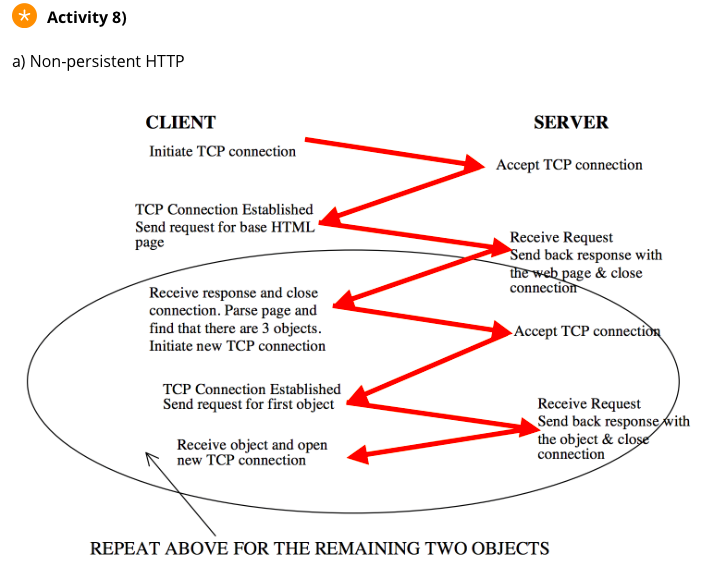 Activity 8)
a) Non-persistent HTTP
CLIENT
SERVER
Initiate TCP connection
Accept TCP connection
TCP Connection Established
Send request for base HTML
page
Receive Request
Send back response with
the web page & close
connection
Receive response and close
connection. Parse page and
find that there are 3 objects.
Initiate new TCP connection
Accept TCP connection
TCP Connection Established
Send request for first object
Receive Request
Send back response with
the object & close
connection
Receive object and open
new TCP connection
REPEAT ABOVE FOR THE REMAINING TWO OBJECTS